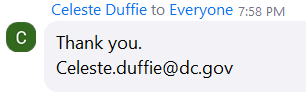 Celeste Duffie to Everyone 7:58 PM
C
Thank you.
Celeste.duffie@dc.gov